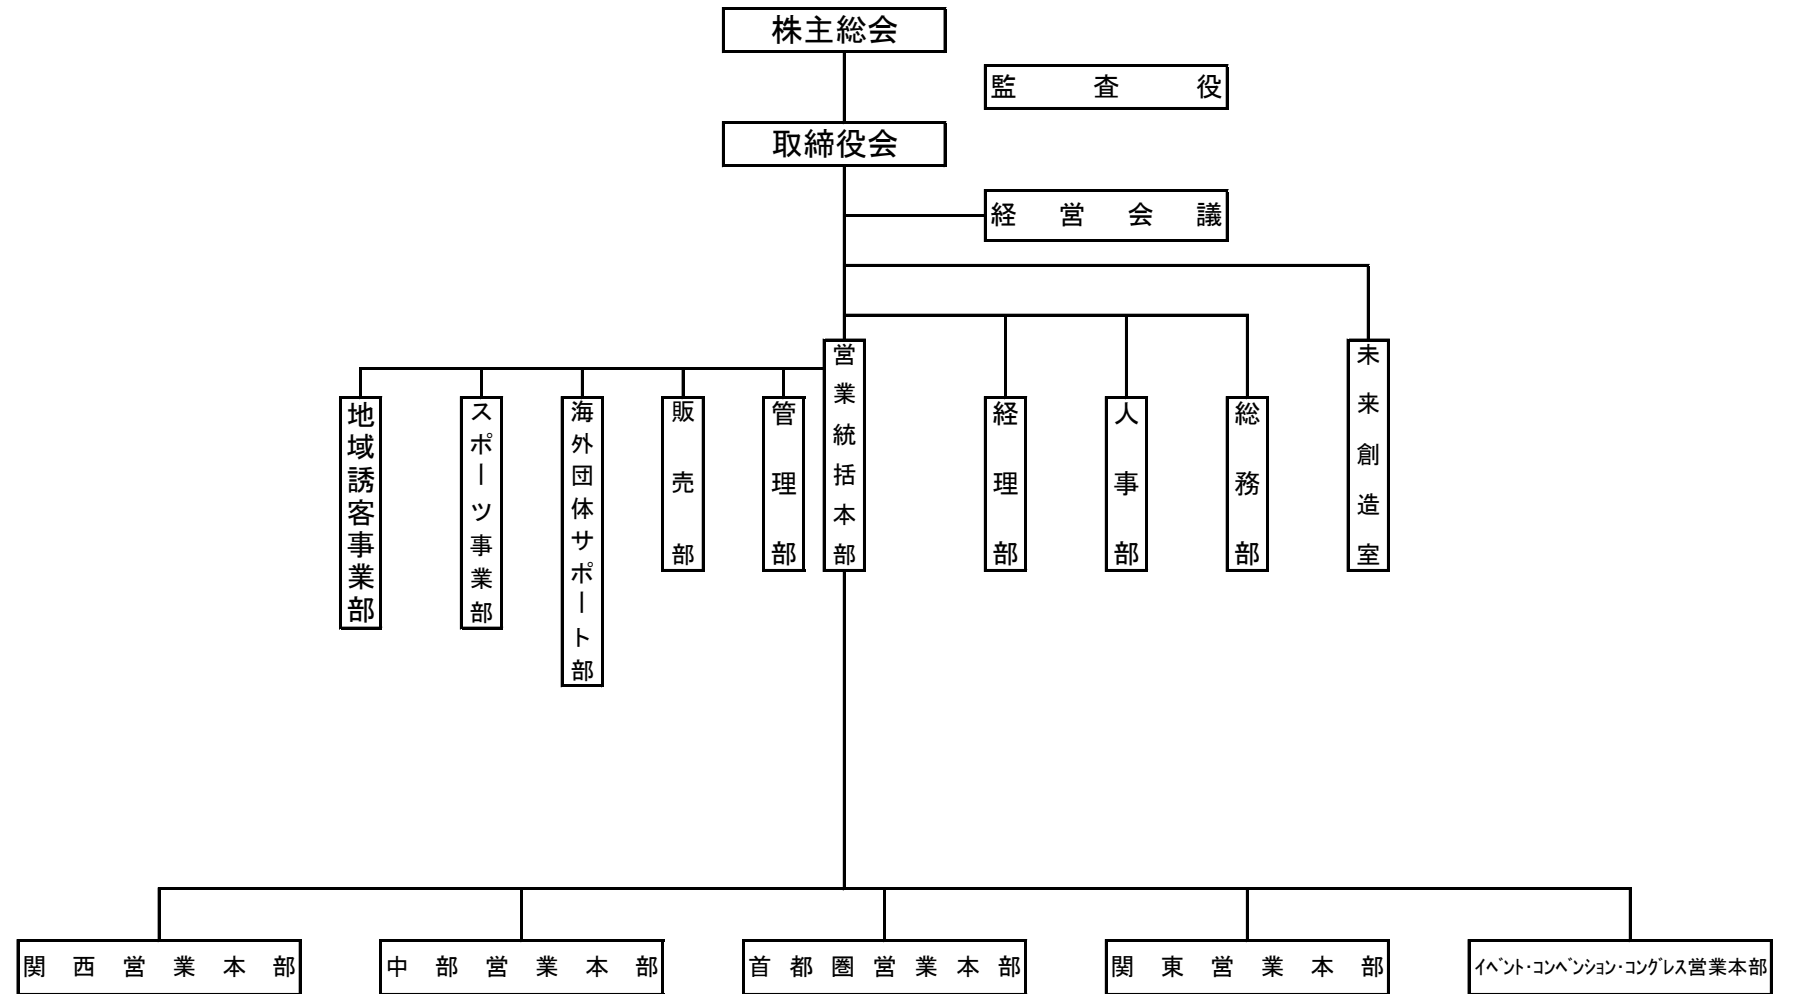 株主総会
監査役
取締役会
経営会議
地域誘客事業部
スポーツ事業部
海外団体サポート部
販売部
管理部
営業統括本部
経理部
人事部
総務部
未来創造室
関西営業本部
中部営業本部
首都圏営業本部
関東営業本部
ｲﾍﾞﾝﾄ･ｺﾝﾍﾞﾝｼｮﾝ･ｺﾝｸﾞﾚｽ営業本部